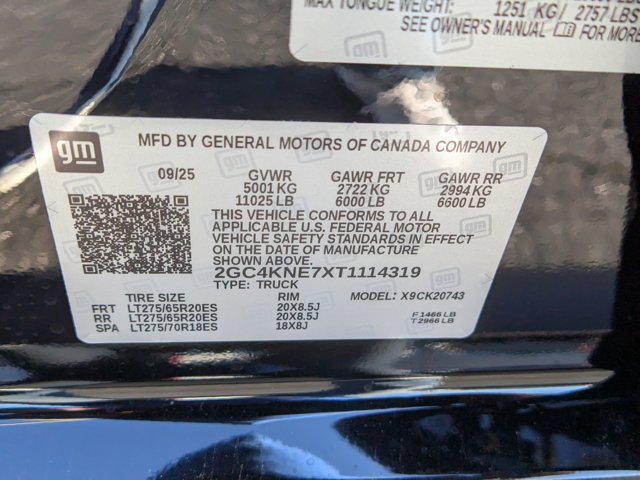 MAX TONGUE WEIGHT: 1251 KG/ 2757 LBS
SEE OWNER'S MANUAL FOR MORE
gm
MFD BY GENERAL MOTORS OF CANADA COMPANY
09/25 GVWR GAWR FRT GAWR RR
5001 KG 2722 KG 2994 KG
11025 LB 6000 LB 6600 LB
THIS VEHICLE CONFORMS TO ALL
APPLICABLE U.S. FEDERAL MOTOR
VEHICLE SAFETY STANDARDS IN EFFECT
ON THE DATE OF MANUFACTURE
SHOWN ABOVE.
2GC4KNE7XT1114319
TYPE: TRUCK
TIRE SIZE RIM MODEL: X9CK20743
FRT LT275/65R20ES 20X8.5J
RR LT275/65R20ES 20X8.5J F 1466 LB
SPA LT275/70R18ES 18X8J T 2966 LB